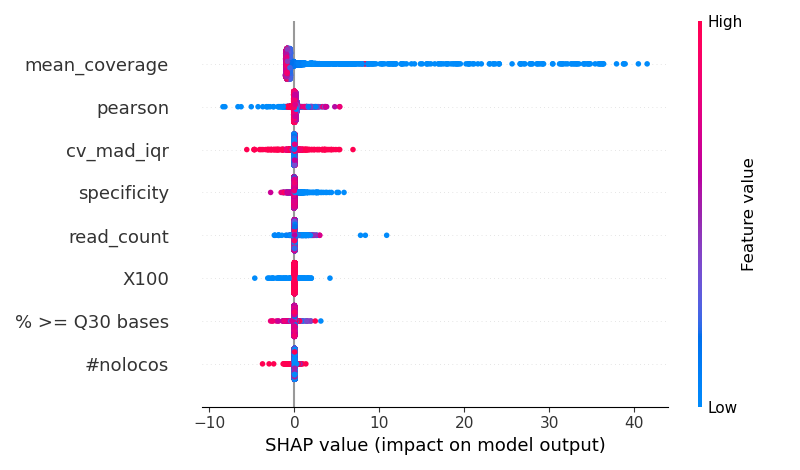 High
mean_coverage
pearson
cv_mad_iqr
specificity
read_count
X100
% >= Q30 bases
#nolocos
Feature value
Low
−10 0 10 20 30 40
SHAP value (impact on model output)